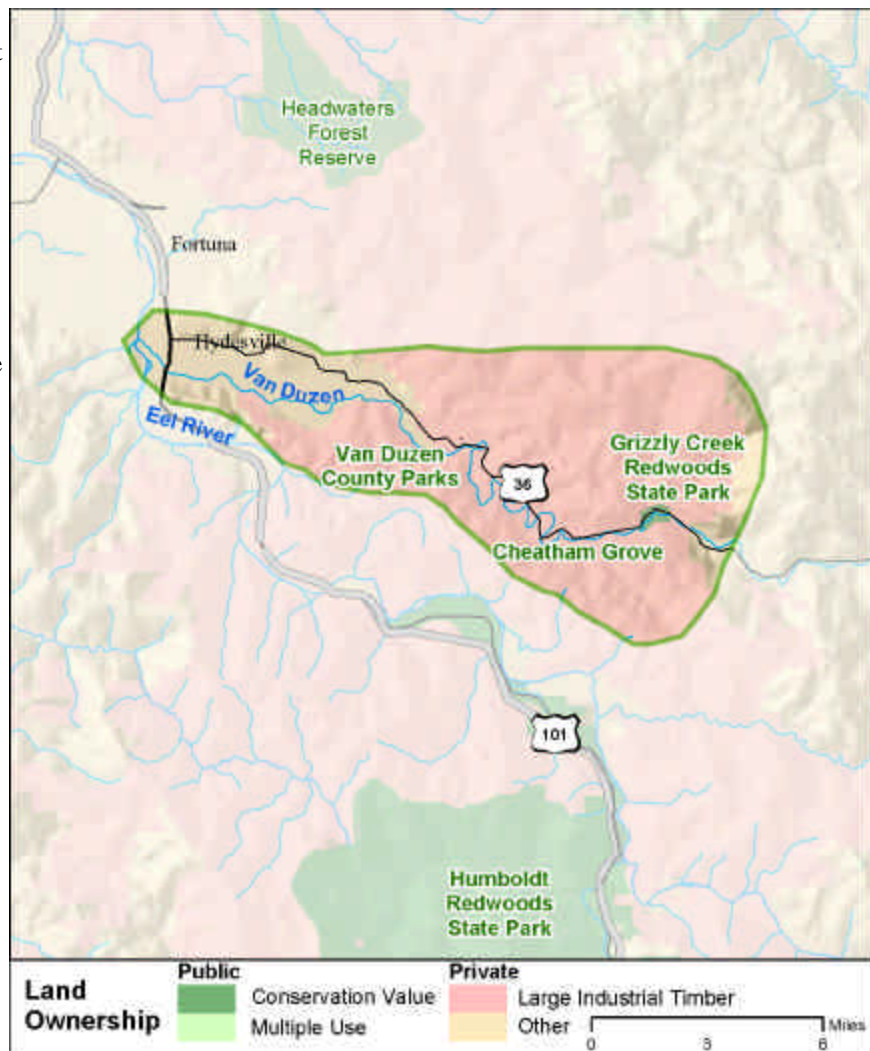 t
Headwaters
Forest
Reserve
Fortuna
Hydesville
e
Van Duzen
Eel River
Van Duzen
County Parks
Grizzly Creek
Redwoods
State Park
36
Cheatham Grove
101
Humboldt
Redwoods
State Park
Land
Ownership
Public
Conservation Value
Multiple Use
Private
Large Industrial Timber
Other
Miles
0 3 6